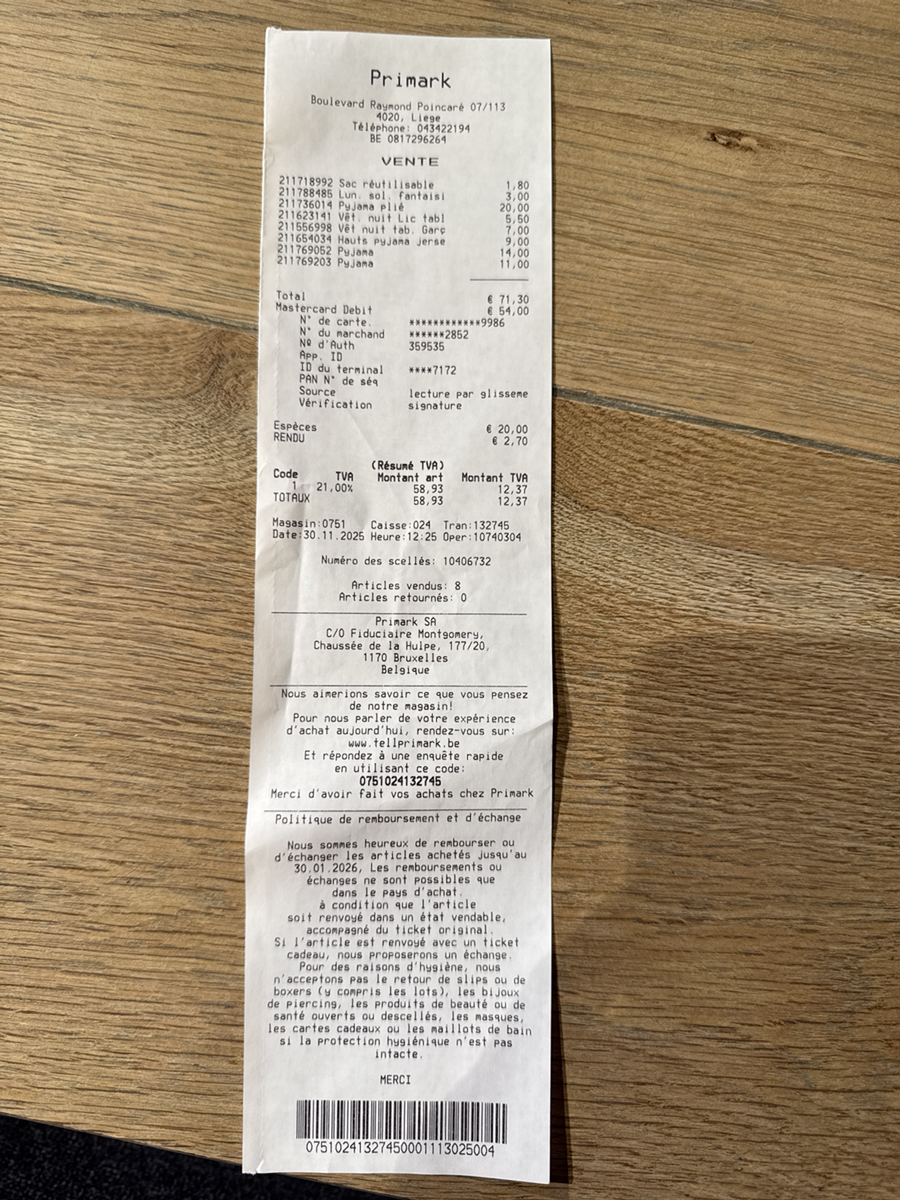 Primark
Boulevard Raymond Poincaré 07/113
4020, Liege
Téléphone: 043422194
BE 0817296264
VENTE
211718992 Sac réutilisable 1,80
211788485 Lun. sol. fantaisi 3,00
211736014 Pyjama plié 20,00
211623141 Vêt. nuit Lic tabl 5,50
211556998 Vêt nuit tab. Garç 7,00
211654034 Hauts pyjama jerse 9,00
211769052 Pyjama 14,00
211769203 Pyjama 11,00
Total € 71,30
Mastercard Debit € 54,00
N° de carte. ************9986
N° du marchand ******2852
Nº d'Auth 359535
App. ID
ID du terminal ****7172
PAN N° de séq
Source lecture par glisseme
Vérification signature
Espèces € 20,00
RENDU € 2,70
(Résumé TVA)
Code TVA Montant art Montant TVA
1 21,00% 58,93 12,37
TOTAUX 58,93 12,37
Magasin:0751 Caisse:024 Tran:132745
Date:30.11.2025 Heure:12:25 Oper:10740304
Numéro des scellés: 10406732
Articles vendus: 8
Articles retournés: 0
Primark SA
C/O Fiduciaire Montgomery,
Chaussée de la Hulpe, 177/20,
1170 Bruxelles
Belgique
Nous aimerions savoir ce que vous pensez
de notre magasin!
Pour nous parler de votre expérience
d'achat aujourd'hui, rendez-vous sur:
www.tellprimark.be
Et répondez à une enquête rapide
en utilisant ce code:
0751024132745
Merci d'avoir fait vos achats chez Primark
Politique de remboursement et d'échange
Nous sommes heureux de rembourser ou
d'échanger les articles achetés jusqu'au
30.01.2026, Les remboursements ou
échanges ne sont possibles que
dans le pays d'achat.
à condition que l'article
soit renvoyé dans un état vendable,
accompagné du ticket original.
Si l'article est renvoyé avec un ticket
cadeau, nous proposerons un échange.
Pour des raisons d'hygiène, nous
n'acceptons pas le retour de slips ou de
boxers (y compris les lots), les bijoux
de piercing, les produits de beauté ou de
santé ouverts ou descellés, les masques,
les cartes cadeaux ou les maillots de bain
si la protection hygiénique n'est pas
intacte.
MERCI
07510241327450001113025004